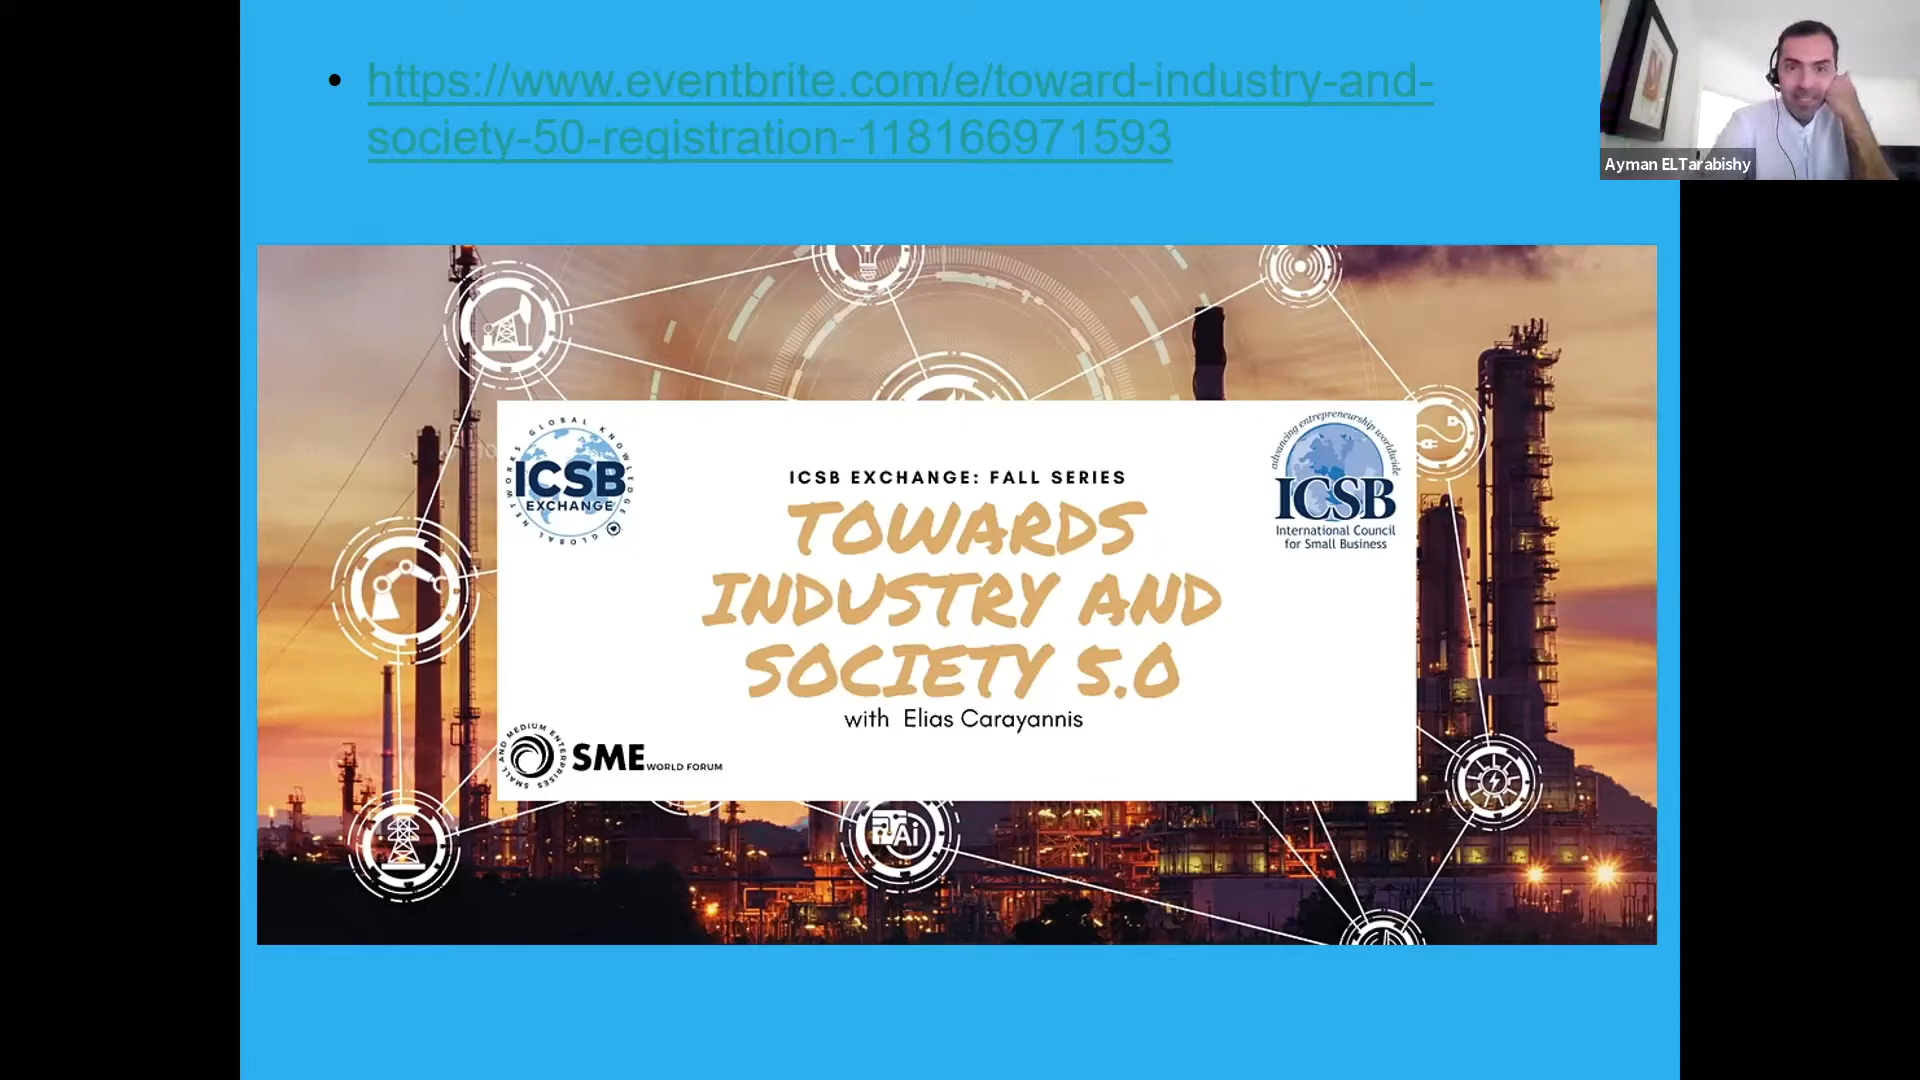 https://www.eventbrite.com/e/toward-industry-and-
society-50-registration-118166971593
Ayman ELTarabishy
GLOBAL KNOWLEDGE NETWORKS GLOBAL
ICSB
EXCHANGE
ICSB EXCHANGE: FALL SERIES
TOWARDS
INDUSTRY AND
SOCIETY 5.0
with Elias Carayannis
advancing entrepreneurship worldwide
ICSB
International Council
for Small Business
SMALL AND MEDIUM ENTERPRISES
SME WORLD FORUM
Ai